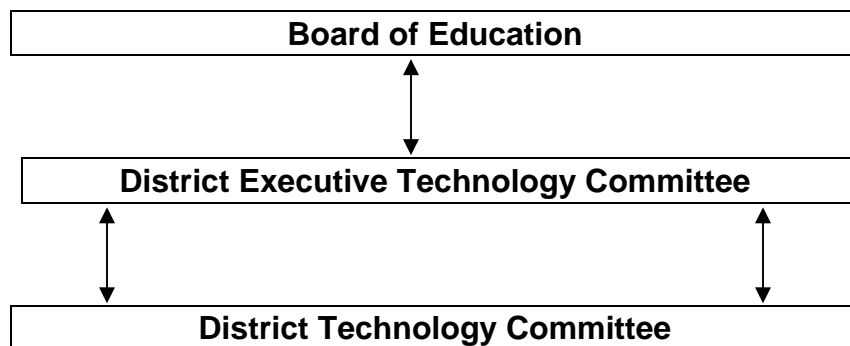 Board of Education
District Executive Technology Committee
District Technology Committee